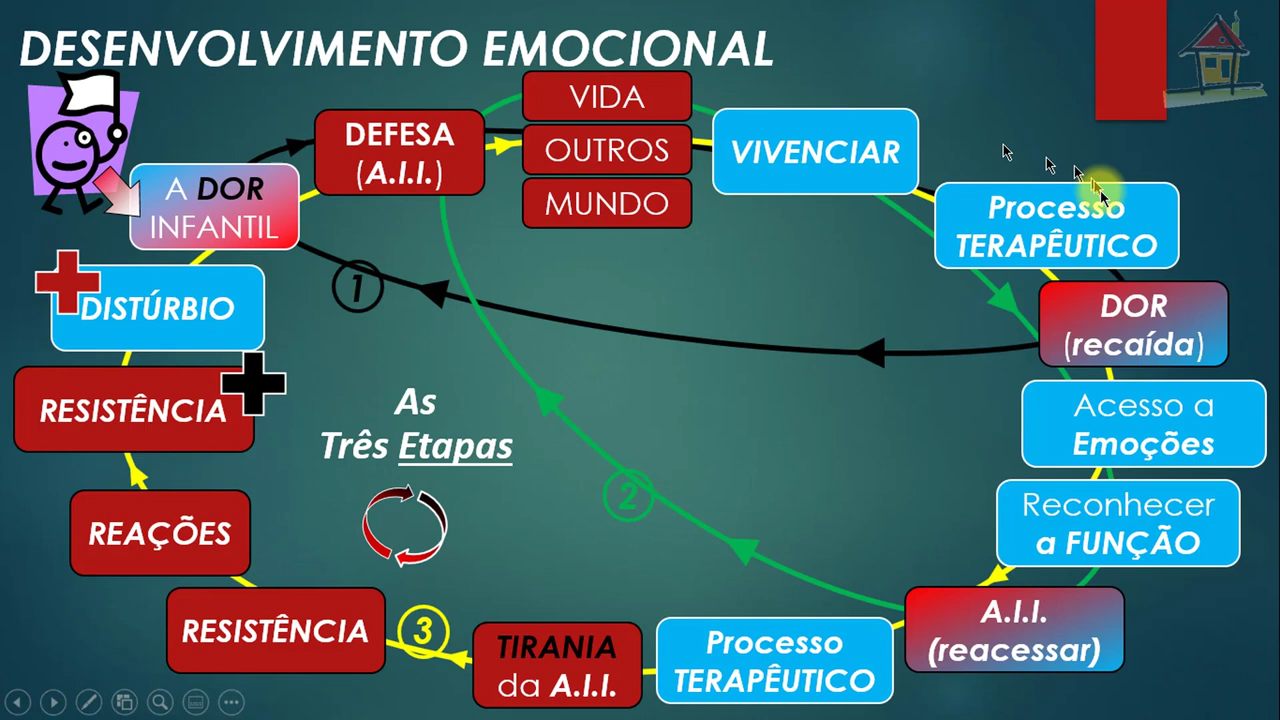 DESENVOLVIMENTO EMOCIONAL
VIDA
DEFESA
(A.I.I.)
OUTROS
VIVENCIAR
MUNDO
A DOR
INFANTIL
Processo
TERAPÊUTICO
DISTÚRBIO
1
DOR
(recaída)
RESISTÊNCIA
As
Três Etapas
Acesso a
Emoções
2
Reconhecer
a FUNÇÃO
REAÇÕES
A.I.I.
(reacessar)
RESISTÊNCIA
3
TIRANIA
da A.I.I.
Processo
TERAPÊUTICO